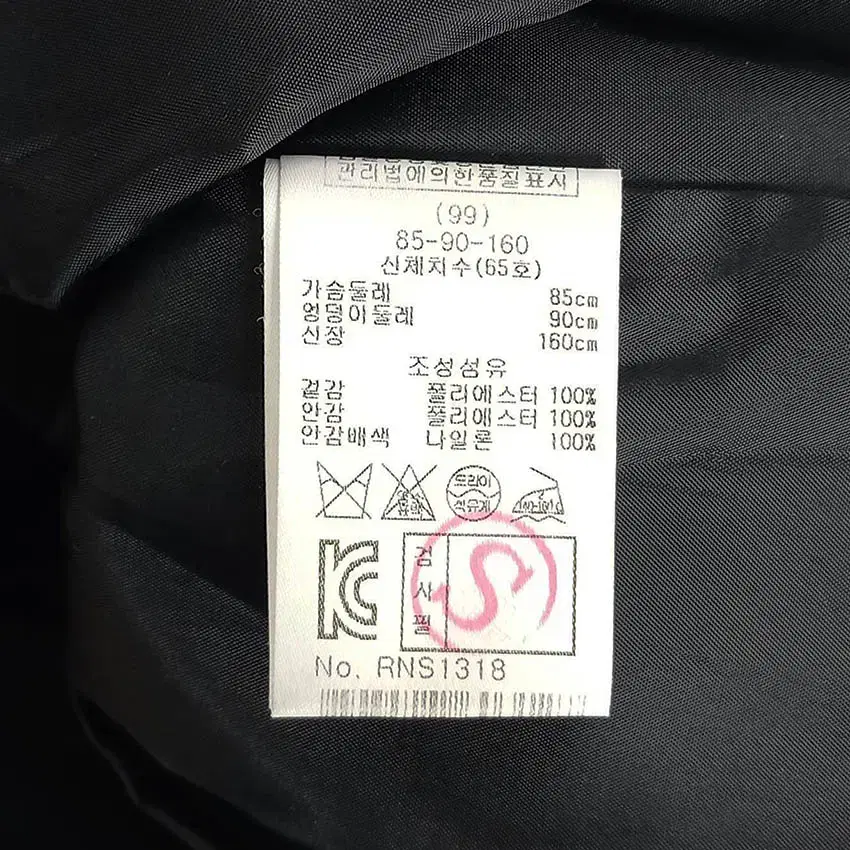 관리법에의한품질표시
(99)
85-90-160
신체치수(65호)
가슴둘레 85cm
엉덩이둘레 90cm
신장 160cm
조성섬유
겉감 폴리에스터 100%
안감 폴리에스터 100%
안감배색 나일론 100%
드라이
석유계
검사필
S
No. RNS1318